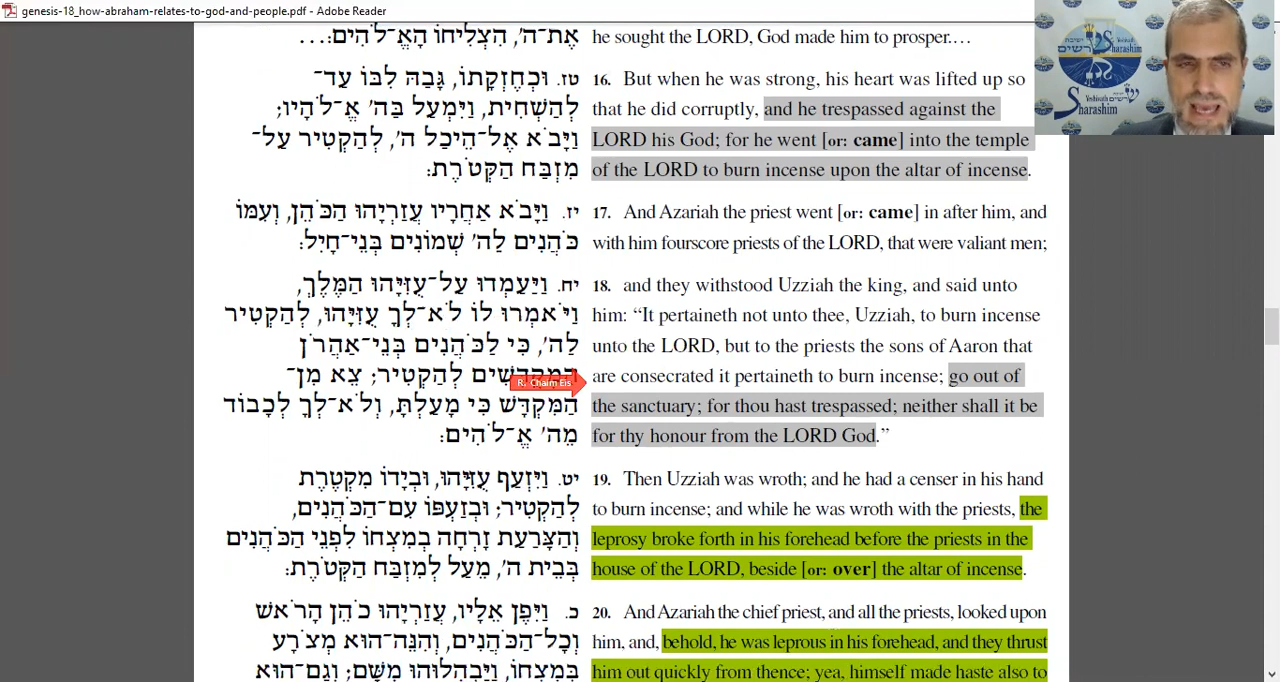 genesis-18_how-abraham-relates-to-god-and-people.pdf - Adobe Reader
Yeshivath
Sharashim
ישיבת
שרשים
אֶת־ה', הִצְלִיחוֹ הָאֱ־לֹהִים:…
he sought the LORD, God made him to prosper.…
טז. וּכְחֶזְקָתוֹ, גָּבַהּ לִבּוֹ עַד־
לְהַשְׁחִית, וַיִּמְעַל בַּה' אֱ־לֹהָיו;
וַיָּבֹא אֶל־הֵיכַל ה', לְהַקְטִיר עַל־
מִזְבַּח הַקְּטֹרֶת:
16. But when he was strong, his heart was lifted up so
that he did corruptly, and he trespassed against the
LORD his God; for he went [or: came] into the temple
of the LORD to burn incense upon the altar of incense.
יז. וַיָּבֹא אַחֲרָיו עֲזַרְיָהוּ הַכֹּהֵן, וְעִמּוֹ
כֹּהֲנִים לַה' שְׁמוֹנִים בְּנֵי־חָיִל:
17. And Azariah the priest went [or: came] in after him, and
with him fourscore priests of the LORD, that were valiant men;
יח. וַיַּעַמְדוּ עַל־עֻזִּיָּהוּ הַמֶּלֶךְ,
וַיֹּאמְרוּ לוֹ לֹא־לְךָ עֻזִּיָּהוּ, לְהַקְטִיר
לַה', כִּי לַכֹּהֲנִים בְּנֵי־אַהֲרֹן
הַמְקֻדָּשִׁים לְהַקְטִיר; צֵא מִן־
הַמִּקְדָּשׁ כִּי מָעַלְתָּ, וְלֹא־לְךָ לְכָבוֹד
מֵה' אֱ־לֹהִים:
18. and they withstood Uzziah the king, and said unto
him: “It pertaineth not unto thee, Uzziah, to burn incense
unto the LORD, but to the priests the sons of Aaron that
are consecrated it pertaineth to burn incense; go out of
the sanctuary; for thou hast trespassed; neither shall it be
for thy honour from the LORD God.”
R. Chaim Eis
יט. וַיִּזְעַף עֻזִּיָּהוּ, וּבְיָדוֹ מִקְטֶרֶת
לְהַקְטִיר; וּבְזַעְפּוֹ עִם־הַכֹּהֲנִים,
וְהַצָּרַעַת זָרְחָה בְמִצְחוֹ לִפְנֵי הַכֹּהֲנִים
בְּבֵית ה', מֵעַל לְמִזְבַּח הַקְּטֹרֶת:
19. Then Uzziah was wroth; and he had a censer in his hand
to burn incense; and while he was wroth with the priests, the
leprosy broke forth in his forehead before the priests in the
house of the LORD, beside [or: over] the altar of incense.
כ. וַיִּפֶן אֵלָיו, עֲזַרְיָהוּ כֹהֵן הָרֹאשׁ
וְכָל־הַכֹּהֲנִים, וְהִנֵּה־הוּא מְצֹרָע
בְּמִצְחוֹ, וַיַּבְהִלוּהוּ מִשָּׁם; וְגַם־הוּא
20. And Azariah the chief priest, and all the priests, looked upon
him, and, behold, he was leprous in his forehead, and they thrust
him out quickly from thence; yea, himself made haste also to